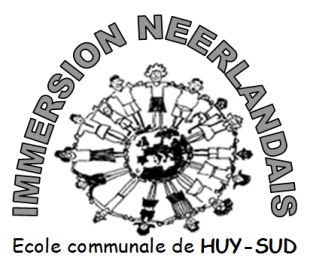 IMMERSION NEERLANDAIS
Ecole communale de HUY-SUD